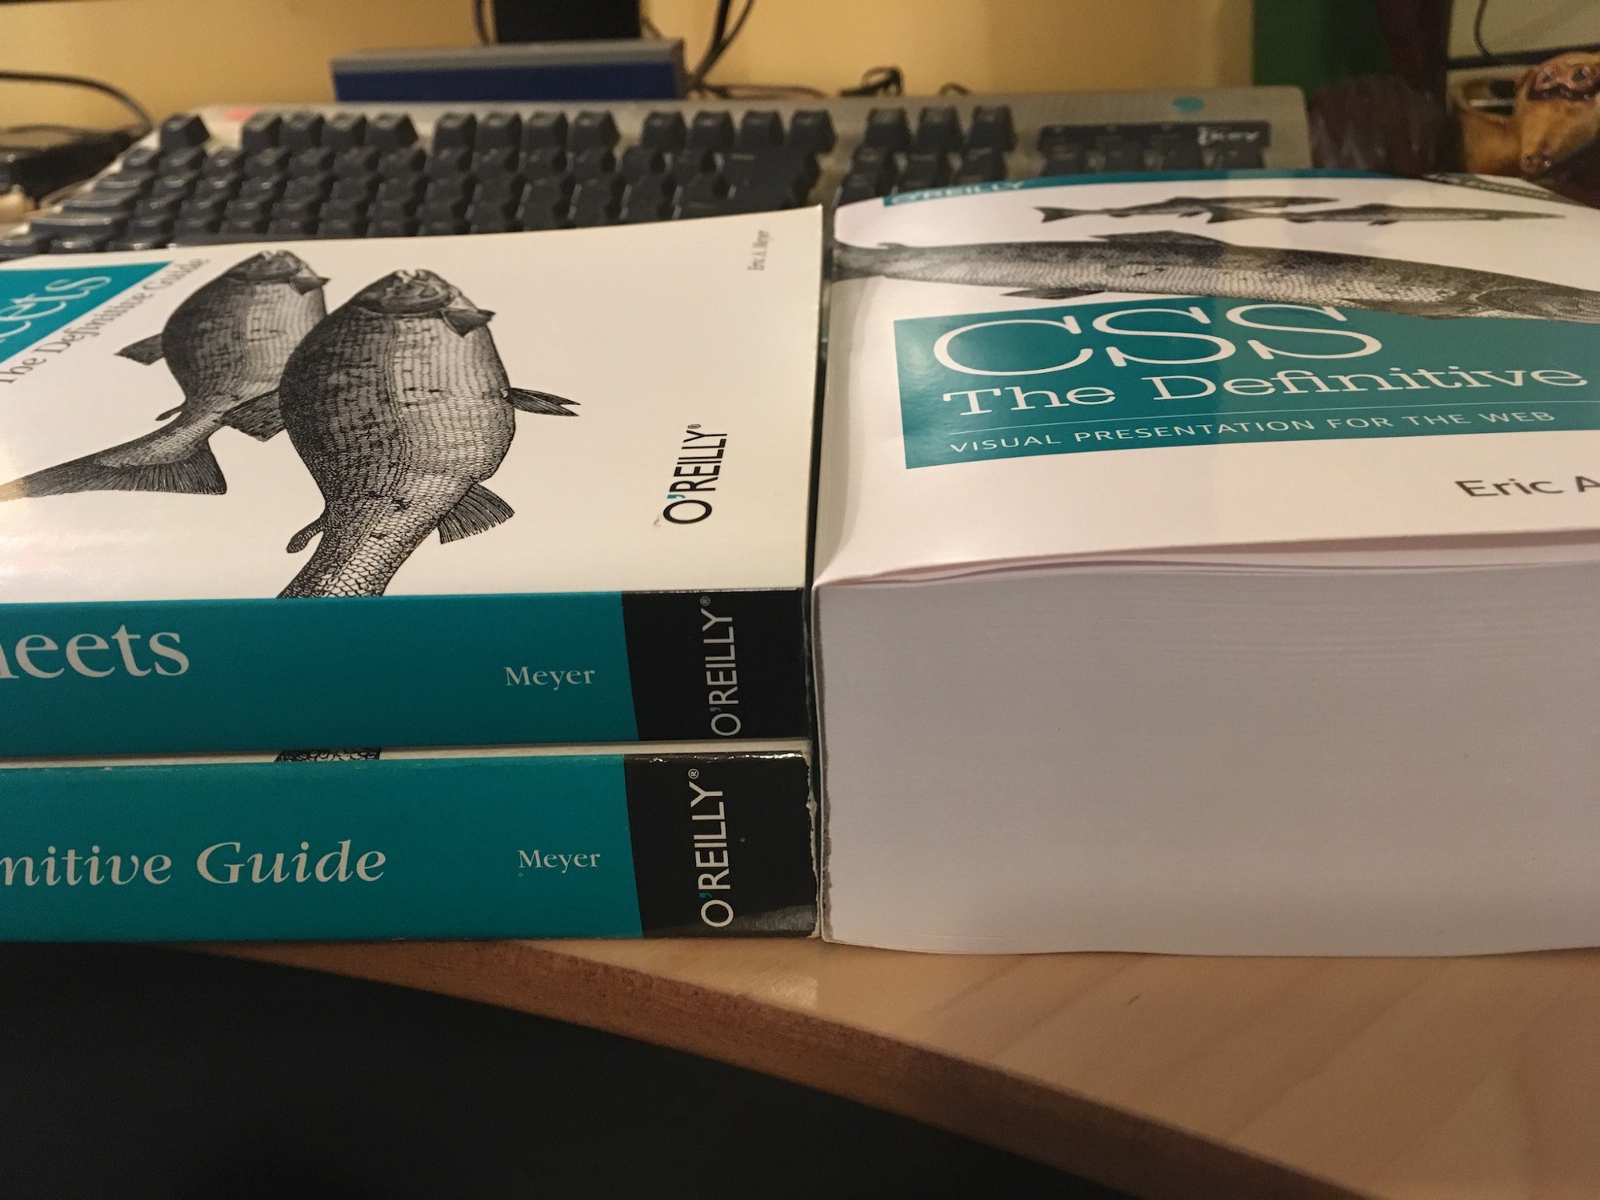 eets
The Definitive Guide
Eric A. Meyer
O'REILLY®
heets
Meyer
O'REILLY®
nitive Guide
Meyer
O'REILLY®
O'REILLY
CSS
The Definitive
VISUAL PRESENTATION FOR THE WEB
Eric A